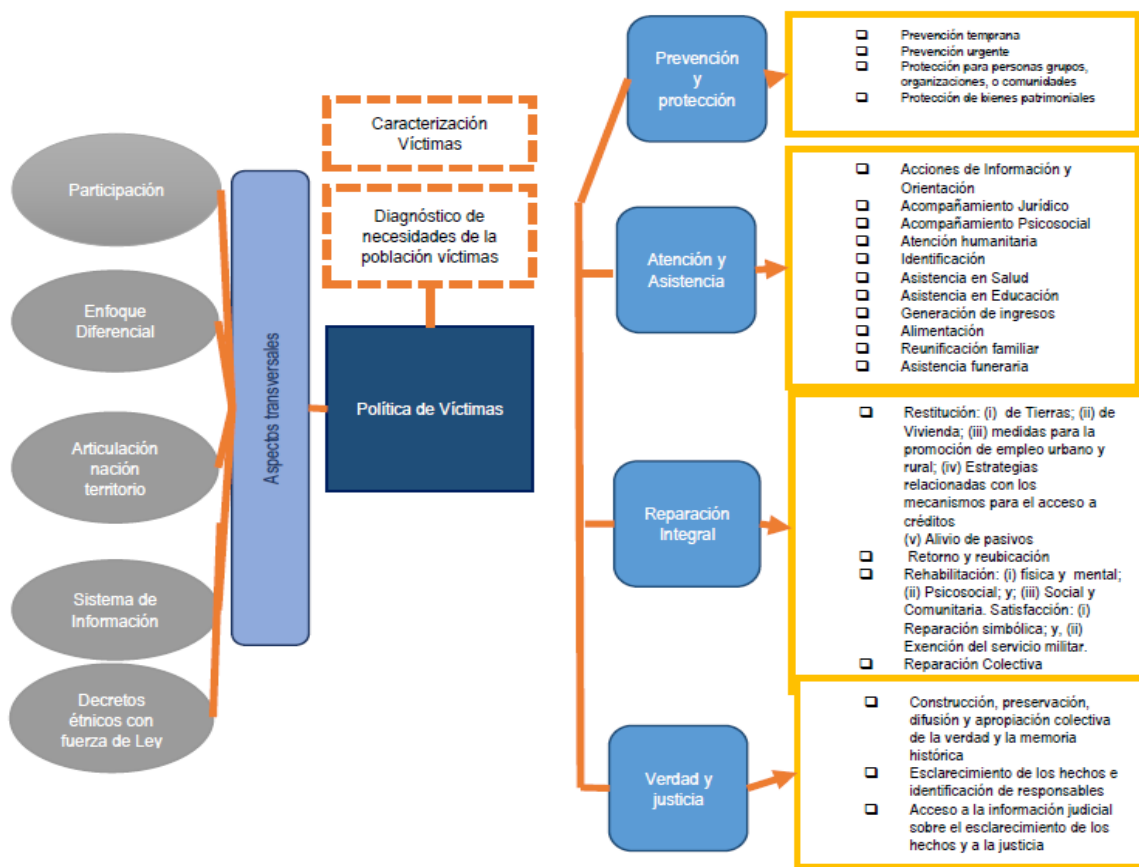 Participación
Enfoque
Diferencial
Articulación
nación
territorio
Sistema de
Información
Decretos
étnicos con
fuerza de Ley
Aspectos transversales
Caracterización
Víctimas
Diagnóstico de
necesidades de la
población víctimas
Política de Víctimas
Prevención
y
protección
Prevención temprana
Prevención urgente
Protección para personas grupos,
organizaciones, o comunidades
Protección de bienes patrimoniales
Atención y
Asistencia
Acciones de Información y
Orientación
Acompañamiento Jurídico
Acompañamiento Psicosocial
Atención humanitaria
Identificación
Asistencia en Salud
Asistencia en Educación
Generación de ingresos
Alimentación
Reunificación familiar
Asistencia funeraria
Reparación
Integral
Restitución: (i) de Tierras; (ii) de
Vivienda; (iii) medidas para la
promoción de empleo urbano y
rural; (iv) Estrategias
relacionadas con los
mecanismos para el acceso a
créditos
(v) Alivio de pasivos
Retorno y reubicación
Rehabilitación: (i) física y mental;
(ii) Psicosocial; y; (iii) Social y
Comunitaria. Satisfacción: (i)
Reparación simbólica; y, (ii)
Exención del servicio militar.
Reparación Colectiva
Verdad y
justicia
Construcción, preservación,
difusión y apropiación colectiva
de la verdad y la memoria
histórica
Esclarecimiento de los hechos e
identificación de responsables
Acceso a la información judicial
sobre el esclarecimiento de los
hechos y a la justicia